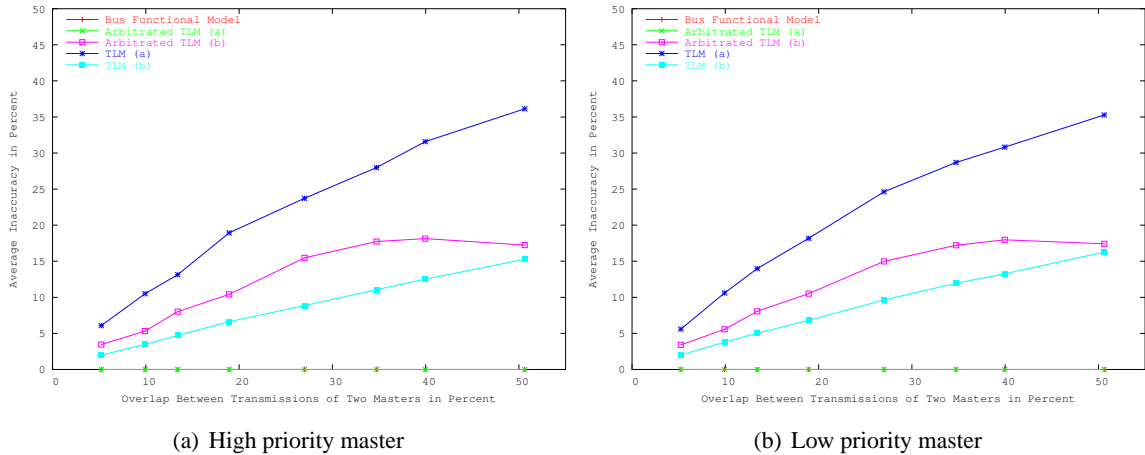 50
45
40
35
30
25
20
15
10
5
0
Average Inaccuracy in Percent
Bus Functional Model
Arbitrated TLM (a)
Arbitrated TLM (b)
TLM (a)
TLM (b)
0 10 20 30 40 50
Overlap Between Transmissions of Two Masters in Percent
(a) High priority master
50
45
40
35
30
25
20
15
10
5
0
Average Inaccuracy in Percent
Bus Functional Model
Arbitrated TLM (a)
Arbitrated TLM (b)
TLM (a)
TLM (b)
0 10 20 30 40 50
Overlap Between Transmissions of Two Masters in Percent
(b) Low priority master